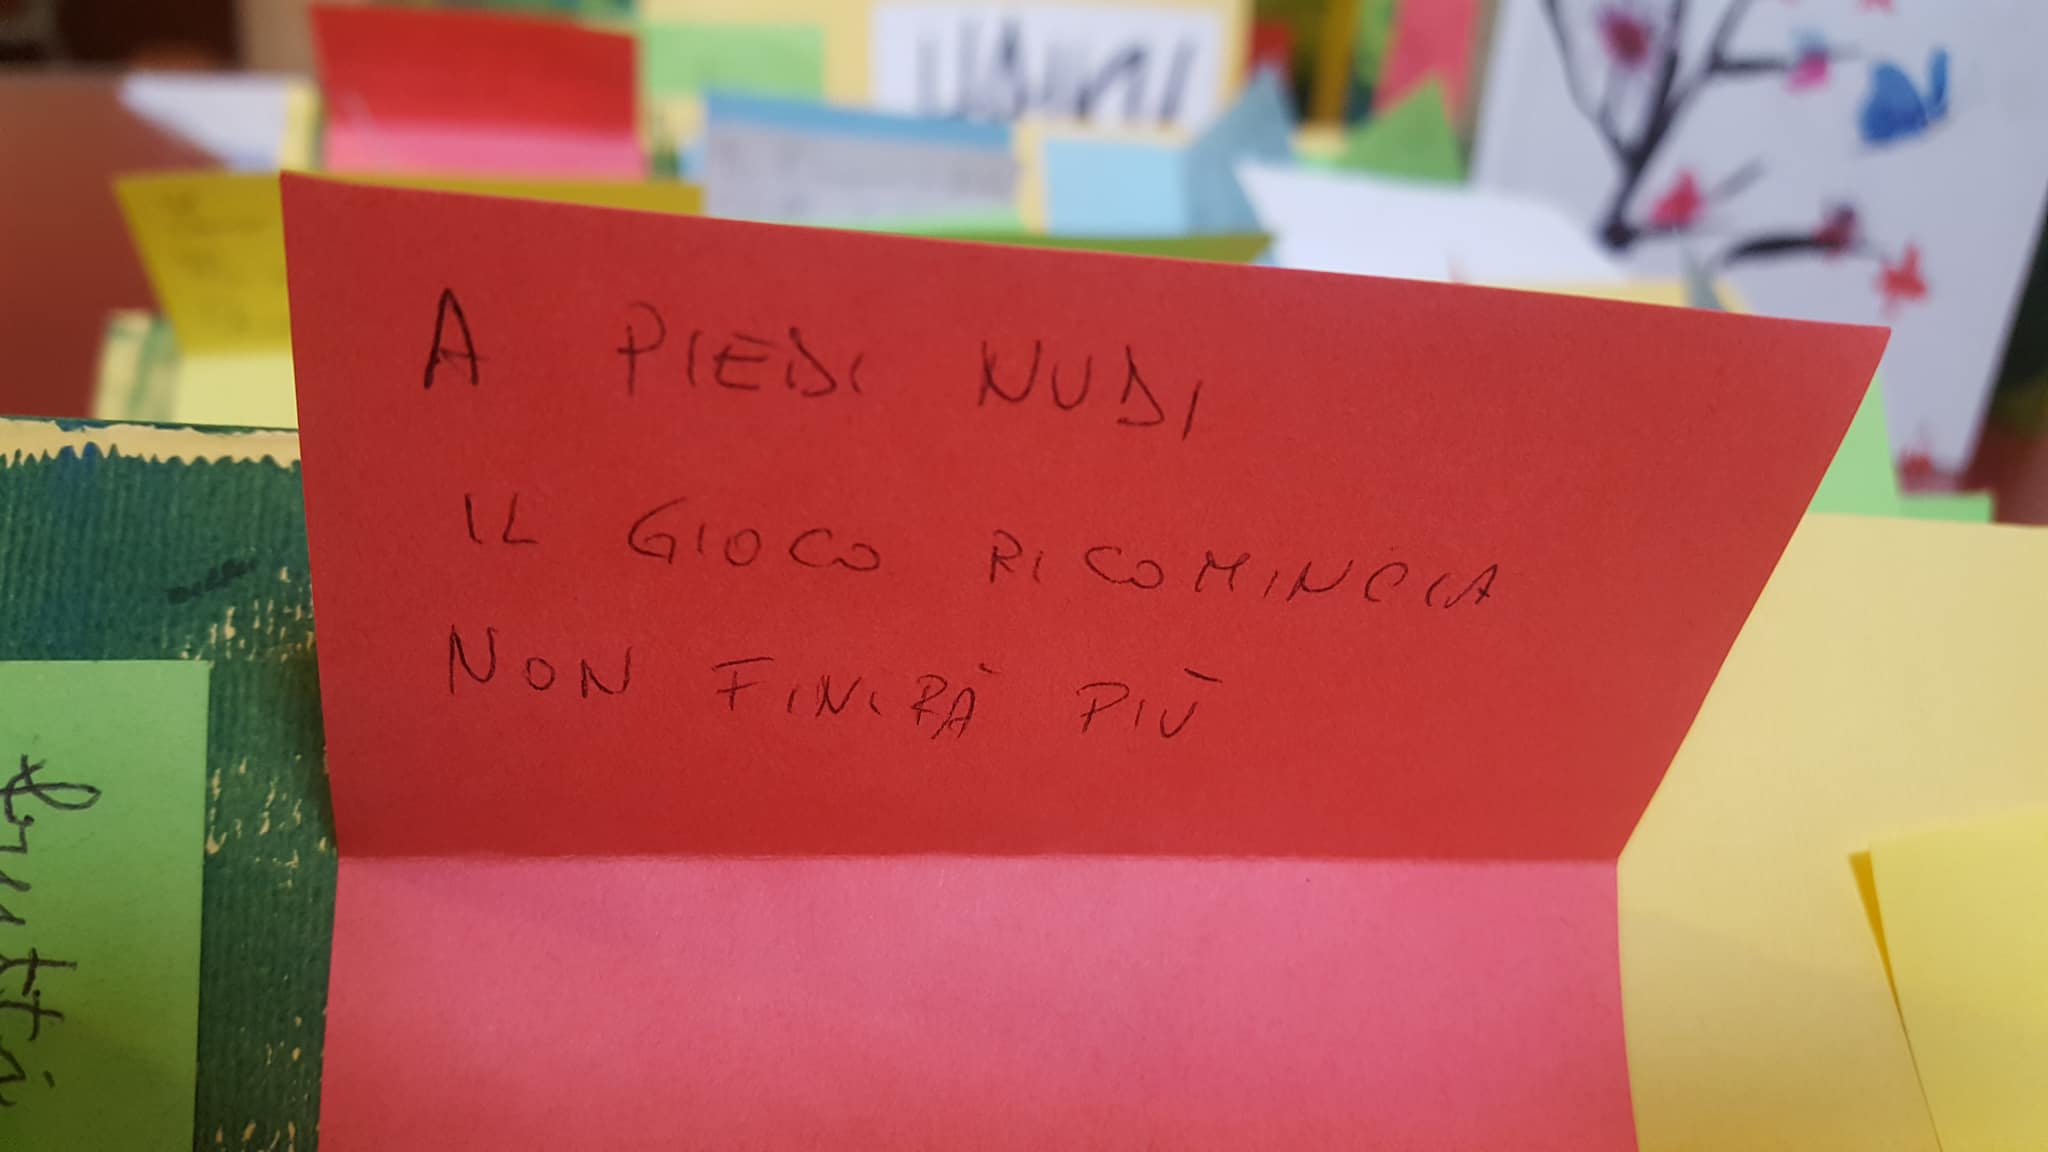 A PIEDI NUDI
IL GIOCO RICOMINCIA
NON FINIRÀ PIÙ